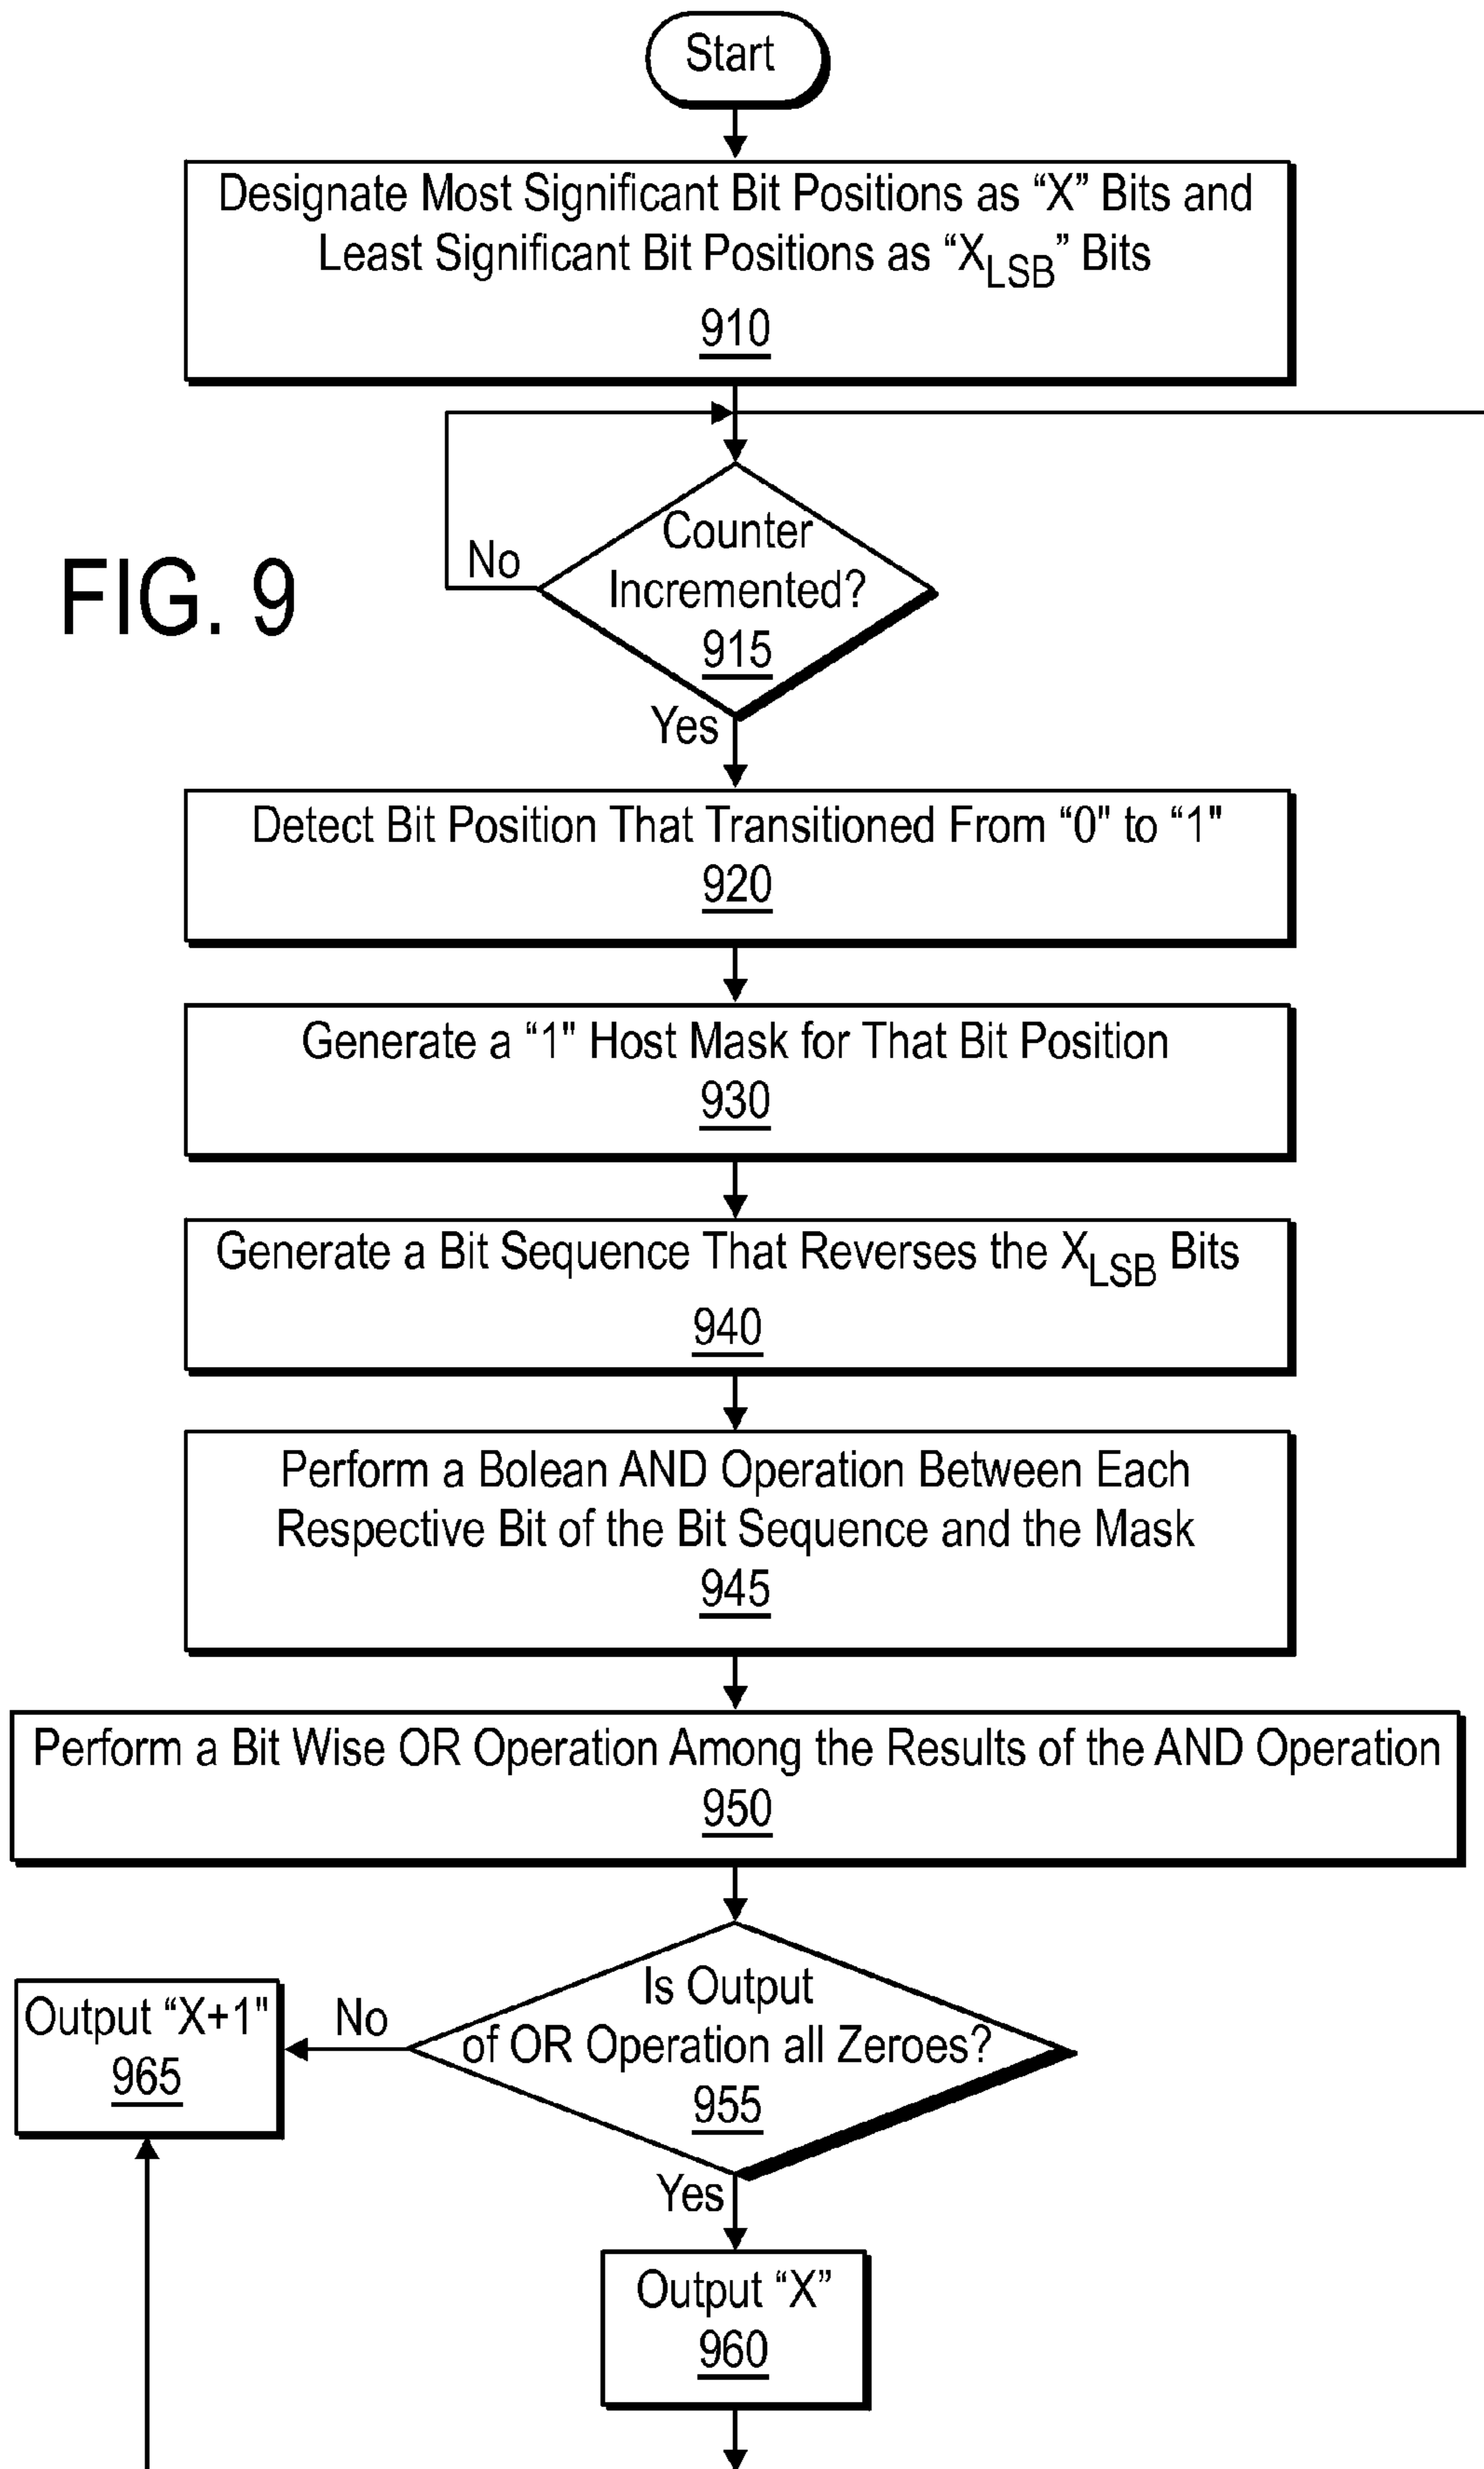 Start
Designate Most Significant Bit Positions as “X” Bits and
Least Significant Bit Positions as “XLSB” Bits
910
FIG. 9
No
Counter
Incremented?
915
Yes
Detect Bit Position That Transitioned From “0” to “1"
920
Generate a “1" Host Mask for That Bit Position
930
Generate a Bit Sequence That Reverses the XLSB Bits
940
Perform a Bolean AND Operation Between Each
Respective Bit of the Bit Sequence and the Mask
945
Perform a Bit Wise OR Operation Among the Results of the AND Operation
950
Output “X+1"
965
No
Is Output
of OR Operation all Zeroes?
955
Yes
Output “X”
960